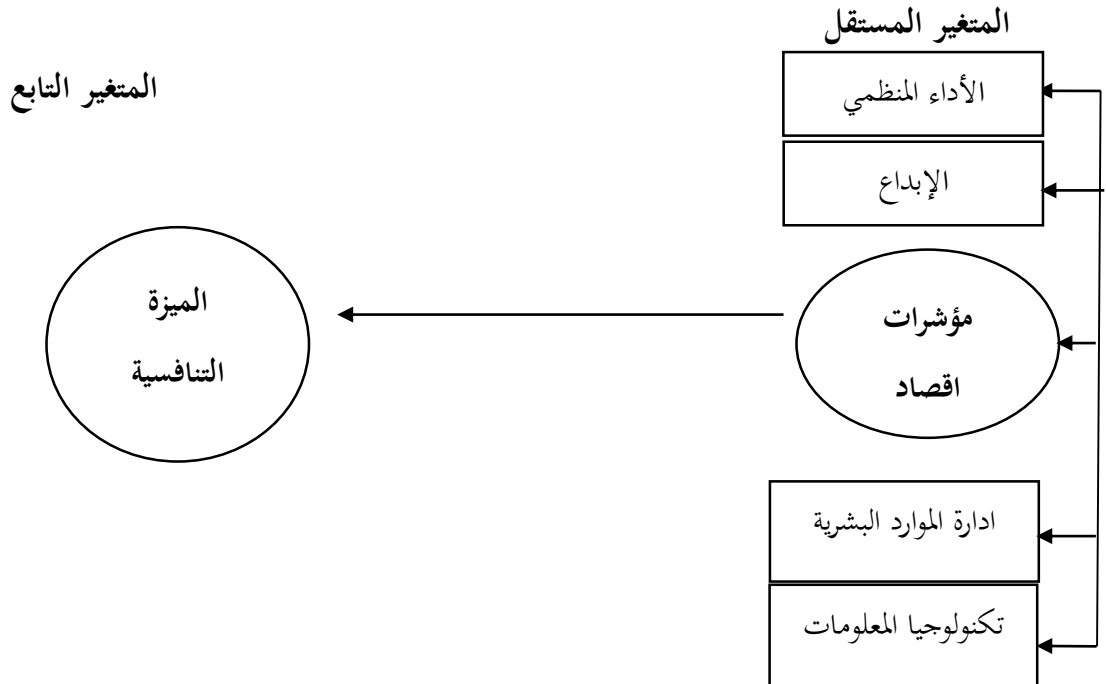 المتغير المستقل
المتغير التابع
الأداء المنظمي
الإبداع
مؤشرات
اقصاد
الميزة
التنافسية
ادارة الموارد البشرية
تكنولوجيا المعلومات